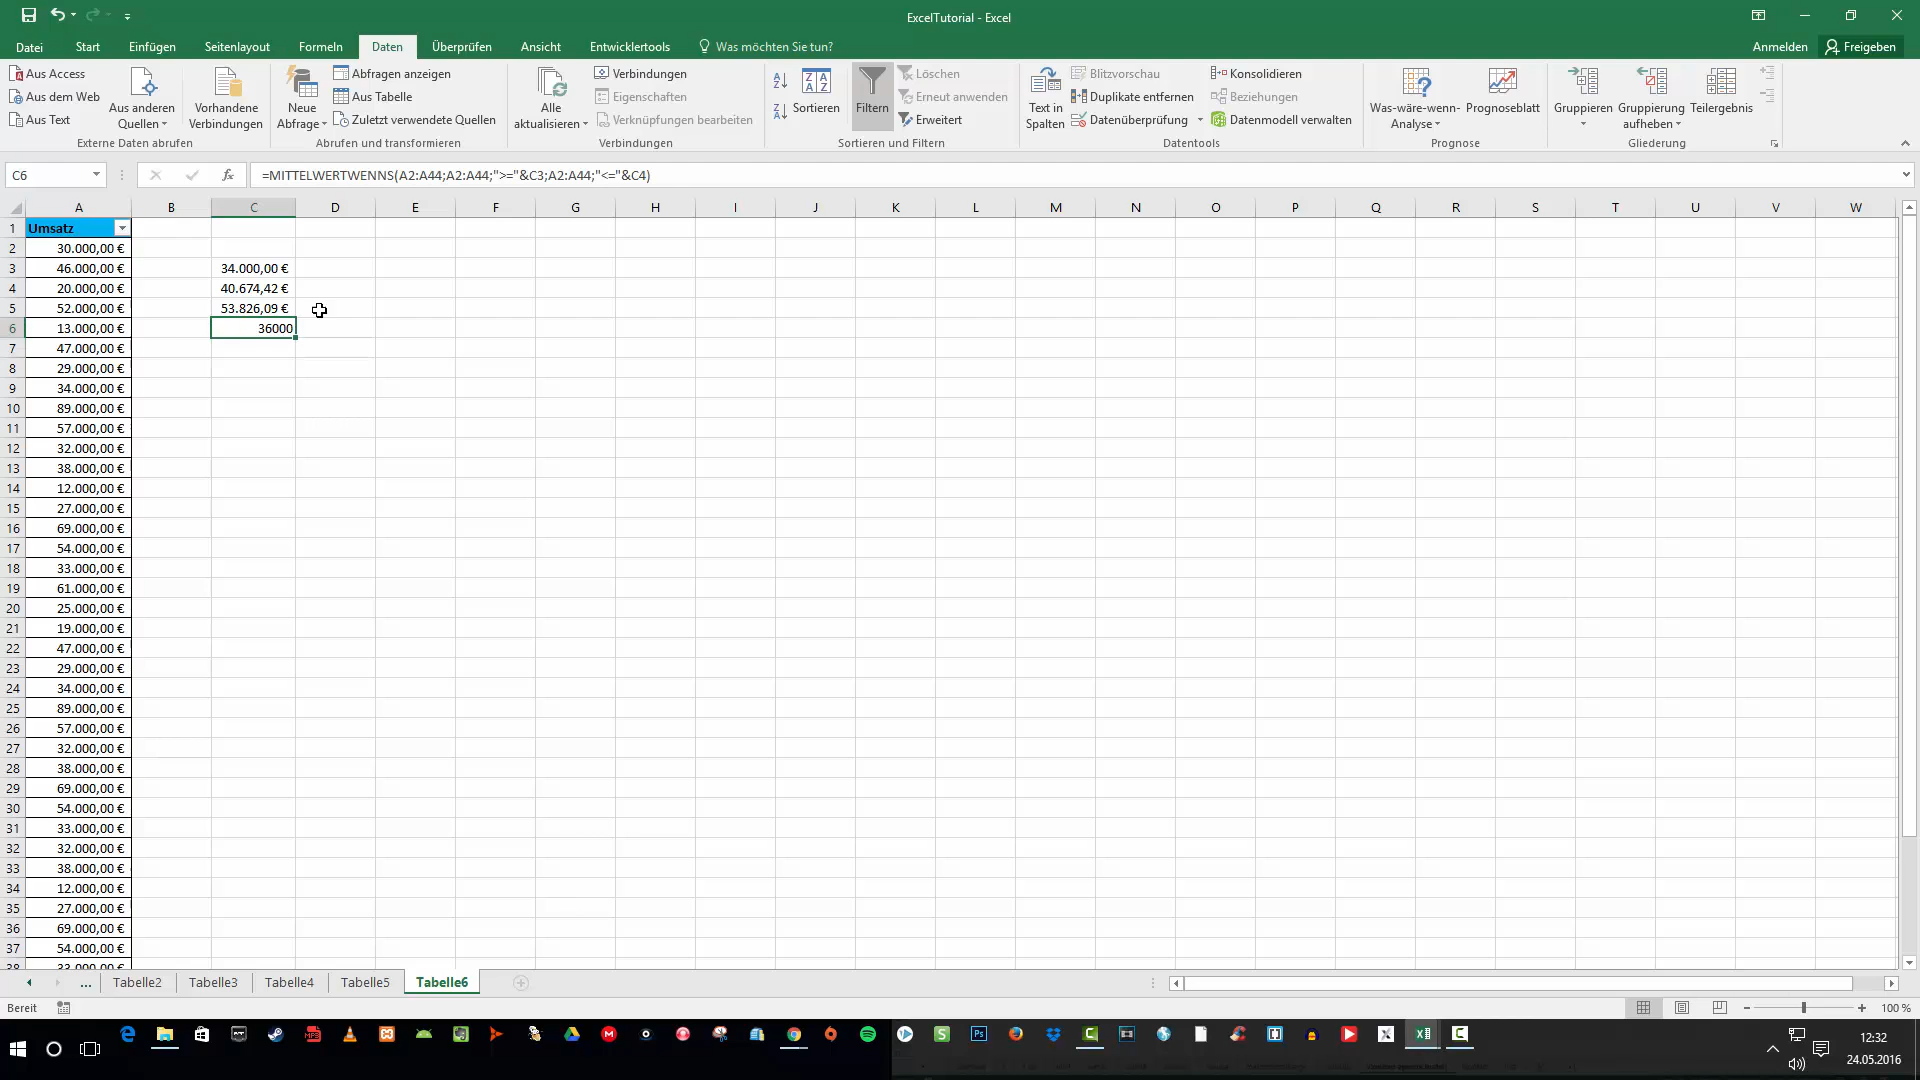 ExcelTutorial - Excel
Datei Start Einfügen Seitenlayout Formeln Daten Überprüfen Ansicht Entwicklertools Was möchten Sie tun? Anmelden Freigeben
Aus Access
Aus dem Web
Aus Text
Aus anderen
Quellen
Vorhandene
Verbindungen
Externe Daten abrufen
Neue
Abfrage
Abfragen anzeigen
Aus Tabelle
Zuletzt verwendete Quellen
Abrufen und transformieren
Alle
aktualisieren
Verbindungen
Eigenschaften
Verknüpfungen bearbeiten
Verbindungen
Sortieren
Filtern
Löschen
Erneut anwenden
Erweitert
Sortieren und Filtern
Text in
Spalten
Blitzvorschau
Duplikate entfernen
Datenüberprüfung
Konsolidieren
Beziehungen
Datenmodell verwalten
Datentools
Was-wäre-wenn-
Analyse
Prognoseblatt
Prognose
Gruppieren
Gruppierung
aufheben
Teilergebnis
Gliederung
C6 fx =MITTELWERTWENNS(A2:A44;A2:A44;">="&C3;A2:A44;"<="&C4)
A B C D E F G H I J K L M N O P Q R S T U V W
1 Umsatz
2 30.000,00 €
3 46.000,00 € 34.000,00 €
4 20.000,00 € 40.674,42 €
5 52.000,00 € 53.826,09 €
6 13.000,00 € 36000
7 47.000,00 €
8 29.000,00 €
9 34.000,00 €
10 89.000,00 €
11 57.000,00 €
12 32.000,00 €
13 38.000,00 €
14 12.000,00 €
15 27.000,00 €
16 69.000,00 €
17 54.000,00 €
18 33.000,00 €
19 61.000,00 €
20 25.000,00 €
21 19.000,00 €
22 47.000,00 €
23 29.000,00 €
24 34.000,00 €
25 89.000,00 €
26 57.000,00 €
27 32.000,00 €
28 38.000,00 €
29 69.000,00 €
30 54.000,00 €
31 33.000,00 €
32 32.000,00 €
33 38.000,00 €
34 12.000,00 €
35 27.000,00 €
36 69.000,00 €
37 54.000,00 €
38 33.000,00 €
... Tabelle2 Tabelle3 Tabelle4 Tabelle5 Tabelle6
Bereit 100 %
12:32
24.05.2016